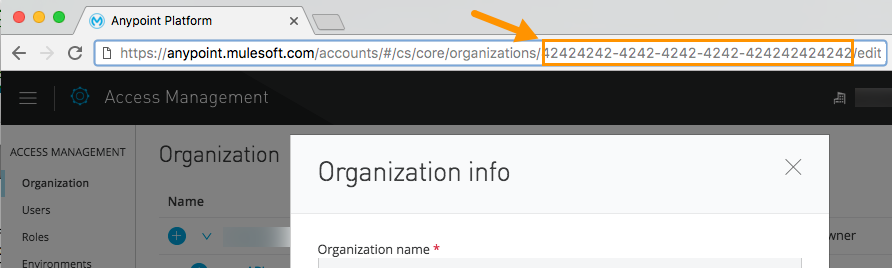 Anypoint Platform
https://anypoint.mulesoft.com/accounts/#/cs/core/organizations/42424242-4242-4242-4242-424242424242/edit
Access Management
ACCESS MANAGEMENT
Organization
Users
Roles
Environments
Organization
Name
Organization info
Organization name *